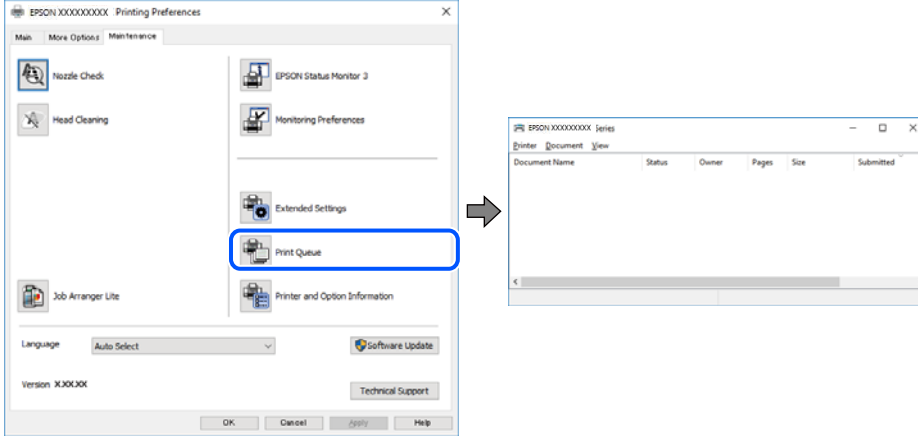 EPSON XXXXXXXXX Printing Preferences
Main More Options Maintenance
Nozzle Check
EPSON Status Monitor 3
Head Cleaning
Monitoring Preferences
Extended Settings
Print Queue
Job Arranger Lite
Printer and Option Information
Language
Auto Select
Software Update
Version X.XX.XX
Technical Support
OK Cancel Apply Help
EPSON XXXXXXXXX Series
Printer Document View
Document Name Status Owner Pages Size Submitted